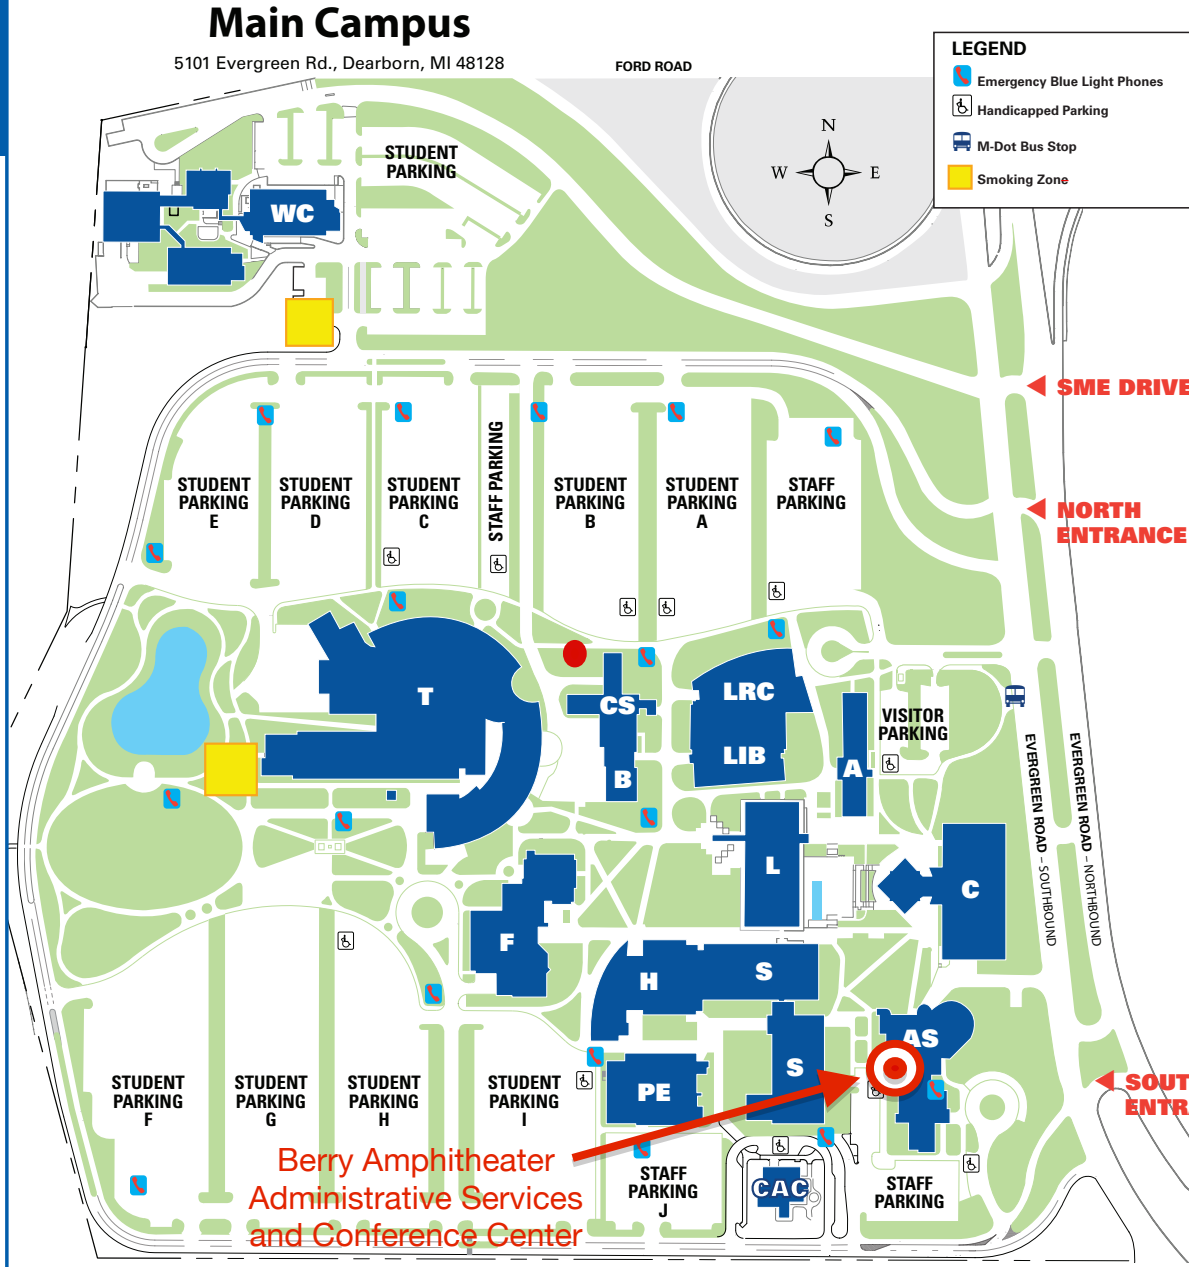 Main Campus
5101 Evergreen Rd., Dearborn, MI 48128
FORD ROAD
LEGEND
Emergency Blue Light Phones
Handicapped Parking
M-Dot Bus Stop
Smoking Zone
N
W
E
S
STUDENT
PARKING
WC
SME DRIVE
NORTH
ENTRANCE
STUDENT
PARKING
E
STUDENT
PARKING
D
STUDENT
PARKING
C
STAFF PARKING
STUDENT
PARKING
B
STUDENT
PARKING
A
STAFF
PARKING
T
CS
B
LRC
LIB
A
VISITOR
PARKING
EVERGREEN ROAD – SOUTHBOUND
EVERGREEN ROAD – NORTHBOUND
L
C
F
H
S
S
AS
PE
CAC
SOUT
ENTR
STUDENT
PARKING
F
STUDENT
PARKING
G
STUDENT
PARKING
H
STUDENT
PARKING
I
STAFF
PARKING
J
STAFF
PARKING
Berry Amphitheater
Administrative Services
and Conference Center